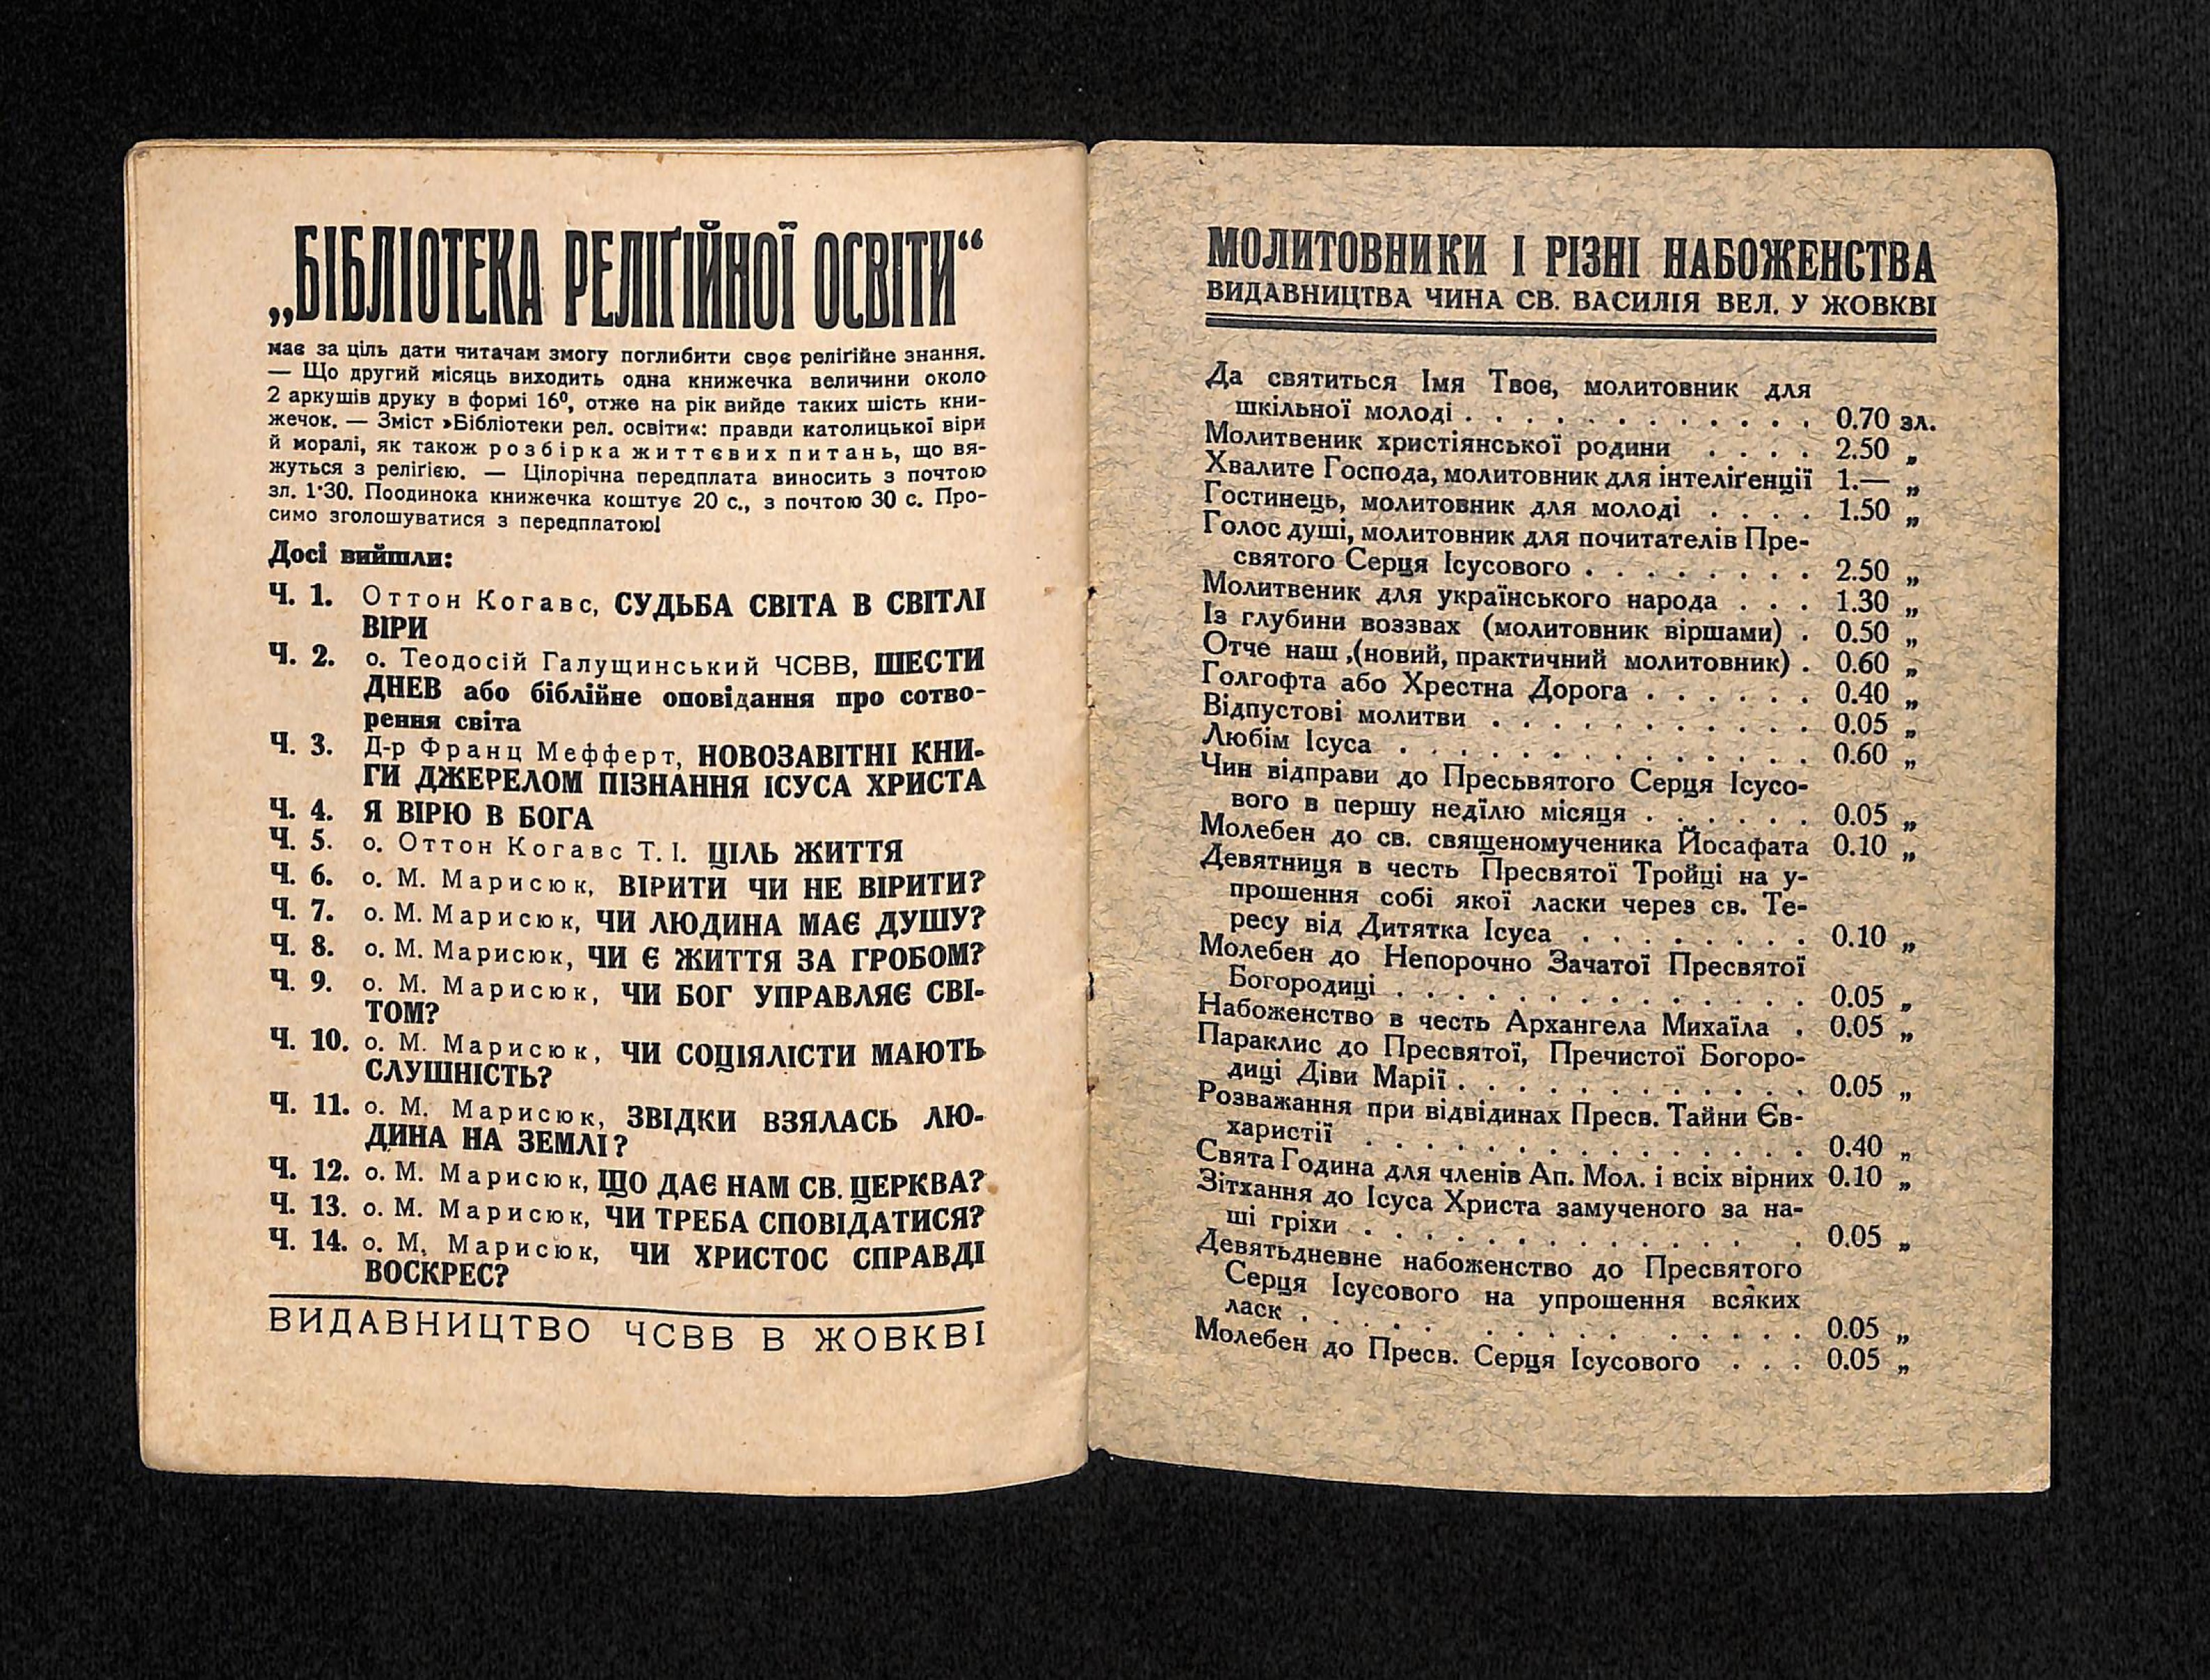 „БІБЛІОТЕКА РЕЛІҐІЙНОЇ ОСВІТИ“
має за ціль дати читачам змогу поглибити своє реліґійне знання.
— Що другий місяць виходить одна книжечка величини около
2 аркушів друку в формі 16⁰, отже на рік вийде таких шість кни-
жечок. — Зміст »Бібліотеки рел. освіти«: правди католицької віри
й моралі, як також розбірка життєвих питань, що вя-
жуться з реліґією. — Цілорічна передплата виносить з почтою
зл. 1·30. Поодинока книжечка коштує 20 с., з почтою 30 с. Про-
симо зголошуватися з передплатою!
Досі вийшли:
Ч. 1. Оттон Когавс, СУДЬБА СВІТА В СВІТЛІ
ВІРИ
Ч. 2. о. Теодосій Галущинський ЧСВВ, ШЕСТИ
ДНЕВ або біблійне оповідання про сотво-
рення світа
Ч. 3. Д-р Франц Мефферт, НОВОЗАВІТНІ КНИ-
ГИ ДЖЕРЕЛОМ ПІЗНАННЯ ІСУСА ХРИСТА
Ч. 4. Я ВІРЮ В БОГА
Ч. 5. о. Оттон Когавс Т. І. ЦІЛЬ ЖИТТЯ
Ч. 6. о. М. Марисюк, ВІРИТИ ЧИ НЕ ВІРИТИ?
Ч. 7. о. М. Марисюк, ЧИ ЛЮДИНА МАЄ ДУШУ?
Ч. 8. о. М. Марисюк, ЧИ Є ЖИТТЯ ЗА ГРОБОМ?
Ч. 9. о. М. Марисюк, ЧИ БОГ УПРАВЛЯЄ СВІ-
ТОМ?
Ч. 10. о. М. Марисюк, ЧИ СОЦІЯЛІСТИ МАЮТЬ
СЛУШНІСТЬ?
Ч. 11. о. М. Марисюк, ЗВІДКИ ВЗЯЛАСЬ ЛЮ-
ДИНА НА ЗЕМЛІ?
Ч. 12. о. М. Марисюк, ЩО ДАЄ НАМ СВ. ЦЕРКВА?
Ч. 13. о. М. Марисюк, ЧИ ТРЕБА СПОВІДАТИСЯ?
Ч. 14. о. М. Марисюк, ЧИ ХРИСТОС СПРАВДІ
ВОСКРЕС?
ВИДАВНИЦТВО ЧСВВ В ЖОВКВІ
МОЛИТОВНИКИ І РІЗНІ НАБОЖЕНСТВА
ВИДАВНИЦТВА ЧИНА СВ. ВАСИЛІЯ ВЕЛ. У ЖОВКВІ
Да святиться Імя Твоє, молитовник для
шкільної молоді . . . . . . . . . . . . 0.70 зл.
Молитвеник христіянської родини . . . . 2.50 „
Хвалите Господа, молитовник для інтеліґенції 1.— „
Гостинець, молитовник для молоді . . . . 1.50 „
Голос душі, молитовник для почитателів Пре-
святого Серця Ісусового . . . . . . . . 2.50 „
Молитвеник для українського народа . . . 1.30 „
Із глубини воззвах (молитовник віршами) . 0.50 „
Отче наш ,(новий, практичний молитовник) . 0.60 „
Голгофта або Хрестна Дорога . . . . . . 0.40 „
Відпустові молитви . . . . . . . . . . . 0.05 „
Любім Ісуса . . . . . . . . . . . . . . 0.60 „
Чин відправи до Пресьвятого Серця Ісусо-
вого в першу неділю місяця . . . . . . 0.05 „
Молебен до св. священомученика Йосафата 0.10 „
Девятниця в честь Пресвятої Тройці на у-
прошення собі якої ласки через св. Те-
ресу від Дитятка Ісуса . . . . . . . . 0.10 „
Молебен до Непорочно Зачатої Пресвятої
Богородиці . . . . . . . . . . . . . . 0.05 „
Набоженство в честь Архангела Михаїла . 0.05 „
Параклис до Пресвятої, Пречистої Богоро-
диці Діви Марії . . . . . . . . . . . . 0.05 „
Розважання при відвідинах Пресв. Тайни Єв-
харистії . . . . . . . . . . . . . . . 0.40 „
Свята Година для членів Ап. Мол. і всіх вірних 0.10 „
Зітхання до Ісуса Христа замученого за на-
ші гріхи . . . . . . . . . . . . . . 0.05 „
Девятьдневне набоженство до Пресвятого
Серця Ісусового на упрошення всяких
ласк . . . . . . . . . . . . . . . . 0.05 „
Молебен до Пресв. Серця Ісусового . . . 0.05 „